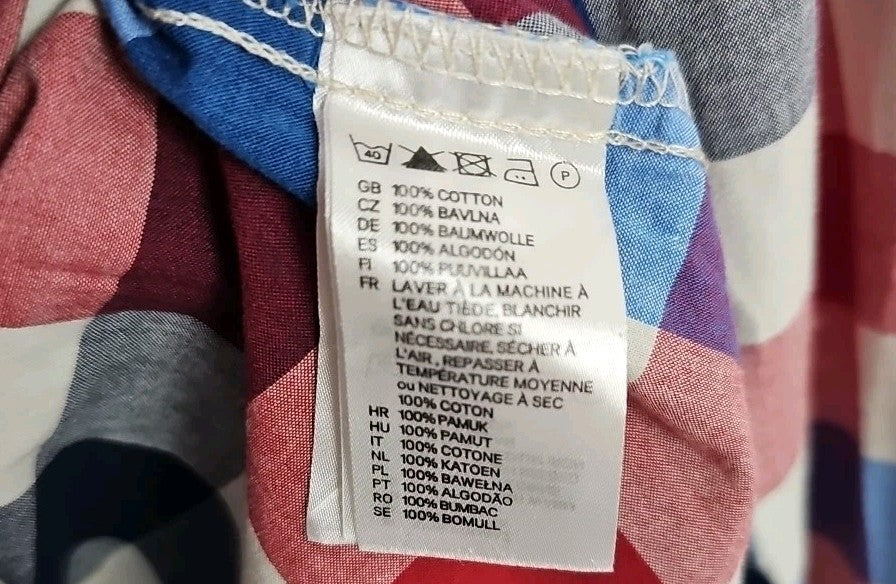 40 P
GB 100% COTTON
CZ 100% BAVLNA
DE 100% BAUMWOLLE
ES 100% ALGODÓN
FI 100% PUUVILLAA
FR LAVER À LA MACHINE À
L'EAU TIÈDE, BLANCHIR
SANS CHLORE SI
NÉCESSAIRE, SÉCHER À
L'AIR, REPASSER À
TEMPÉRATURE MOYENNE
OU NETTOYAGE À SEC
100% COTON
HR 100% PAMUK
HU 100% PAMUT
IT 100% COTONE
NL 100% KATOEN
PL 100% BAWEŁNA
PT 100% ALGODÃO
RO 100% BUMBAC
SE 100% BOMULL